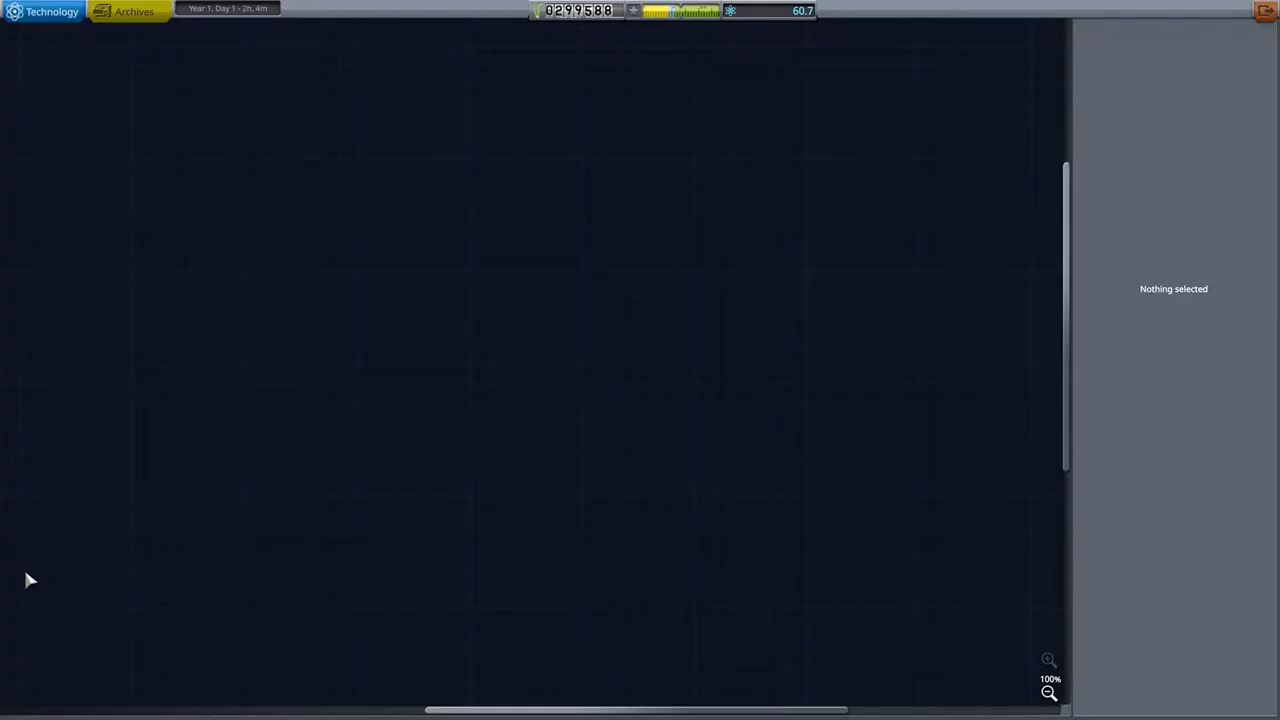 Technology
Archives
Year 1, Day 1 - 2h, 4m
0299588
60.7
Nothing selected
100%